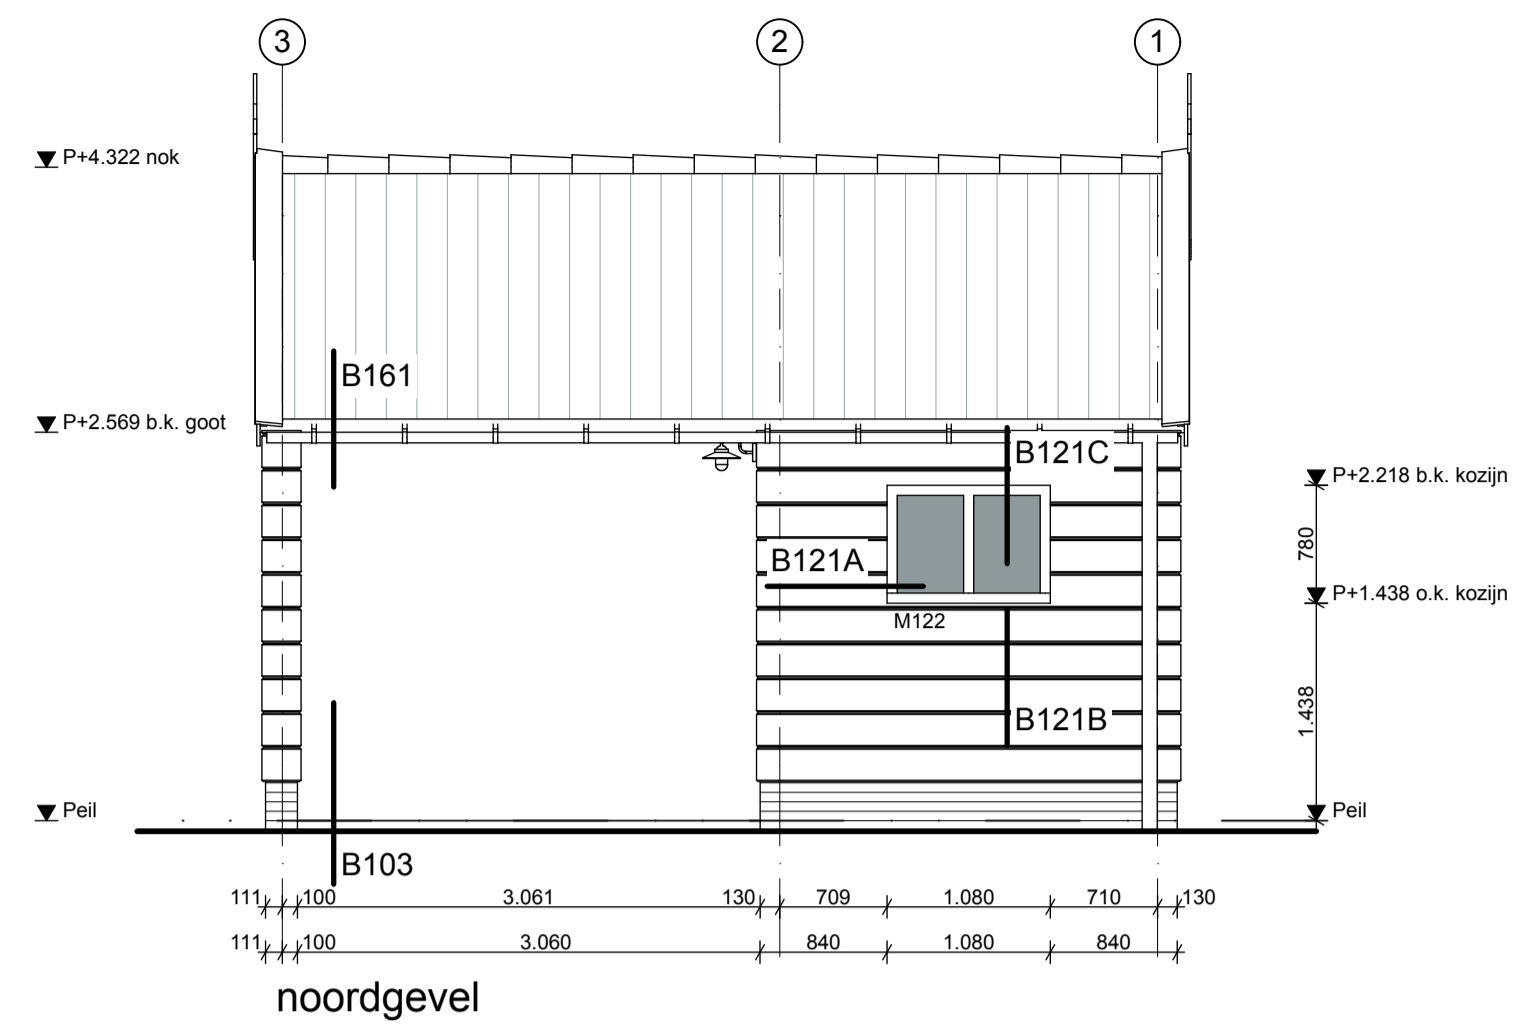 3 2 1
P+4.322 nok
B161
P+2.569 b.k. goot
B121C
P+2.218 b.k. kozijn
780
B121A
P+1.438 o.k. kozijn
M122
1.438
B121B
Peil Peil
B103
111 100 3.061 130 709 1.080 710 130
111 100 3.060 840 1.080 840
noordgevel